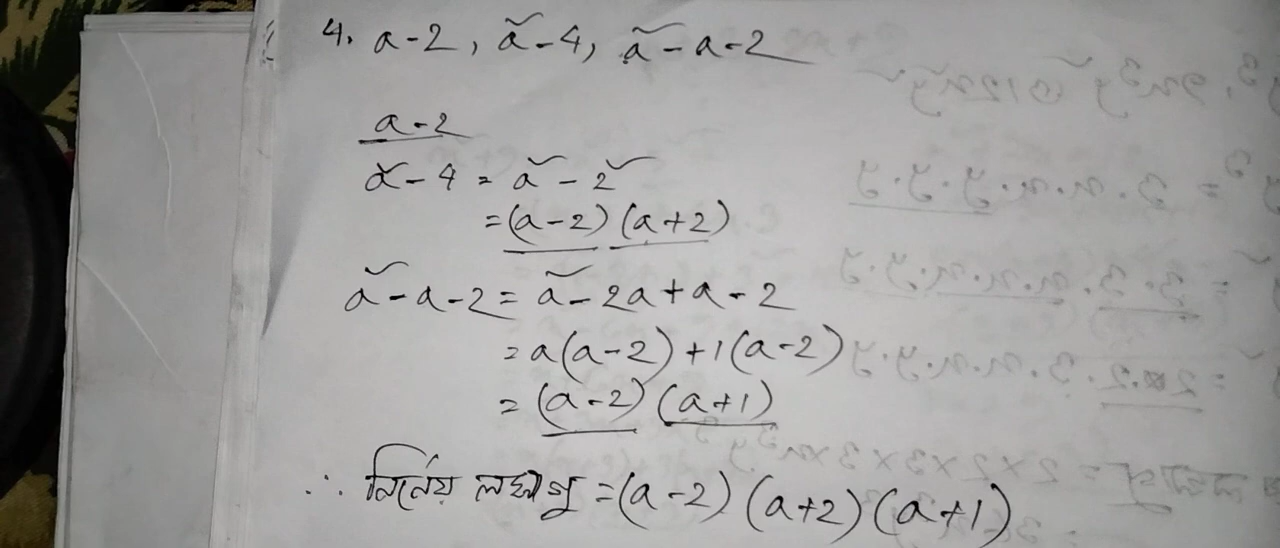 4. a-2, a²-4, a²-a-2
a-2
a²-4 = a²-2²
=(a-2)(a+2)
a²-a-2 = a²-2a+a-2
=a(a-2)+1(a-2)
= (a-2)(a+1)
∴ নির্ণেয় লসাগু =(a-2)(a+2)(a+1)